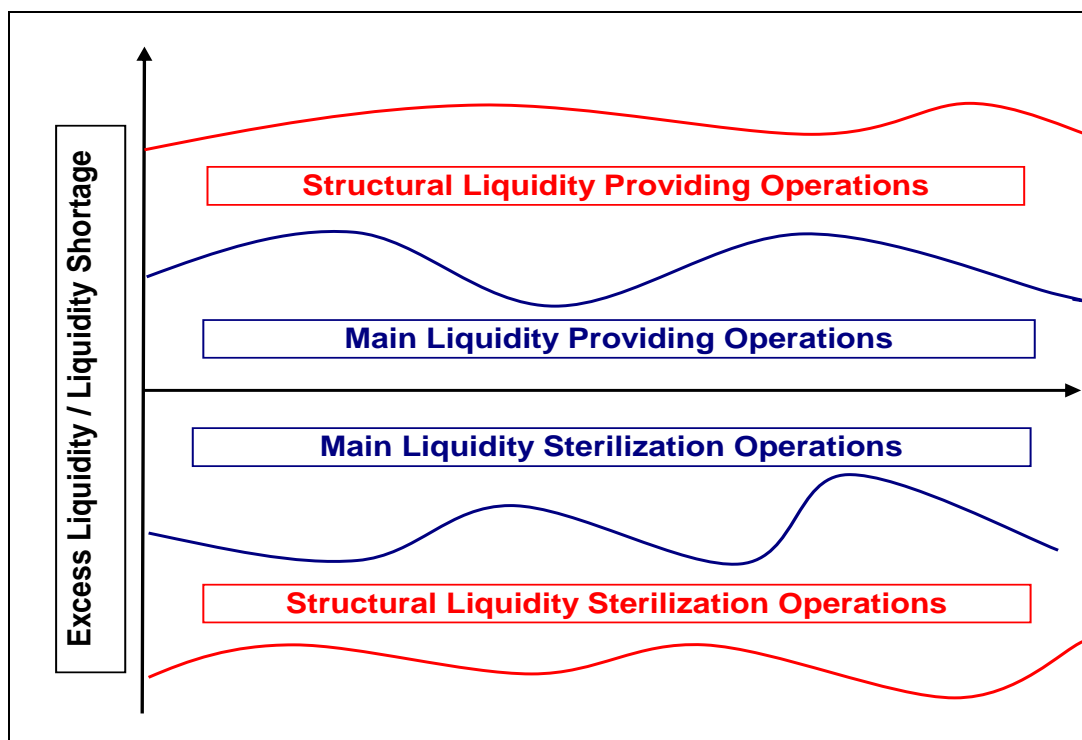 Excess Liquidity / Liquidity Shortage
Structural Liquidity Providing Operations
Main Liquidity Providing Operations
Main Liquidity Sterilization Operations
Structural Liquidity Sterilization Operations